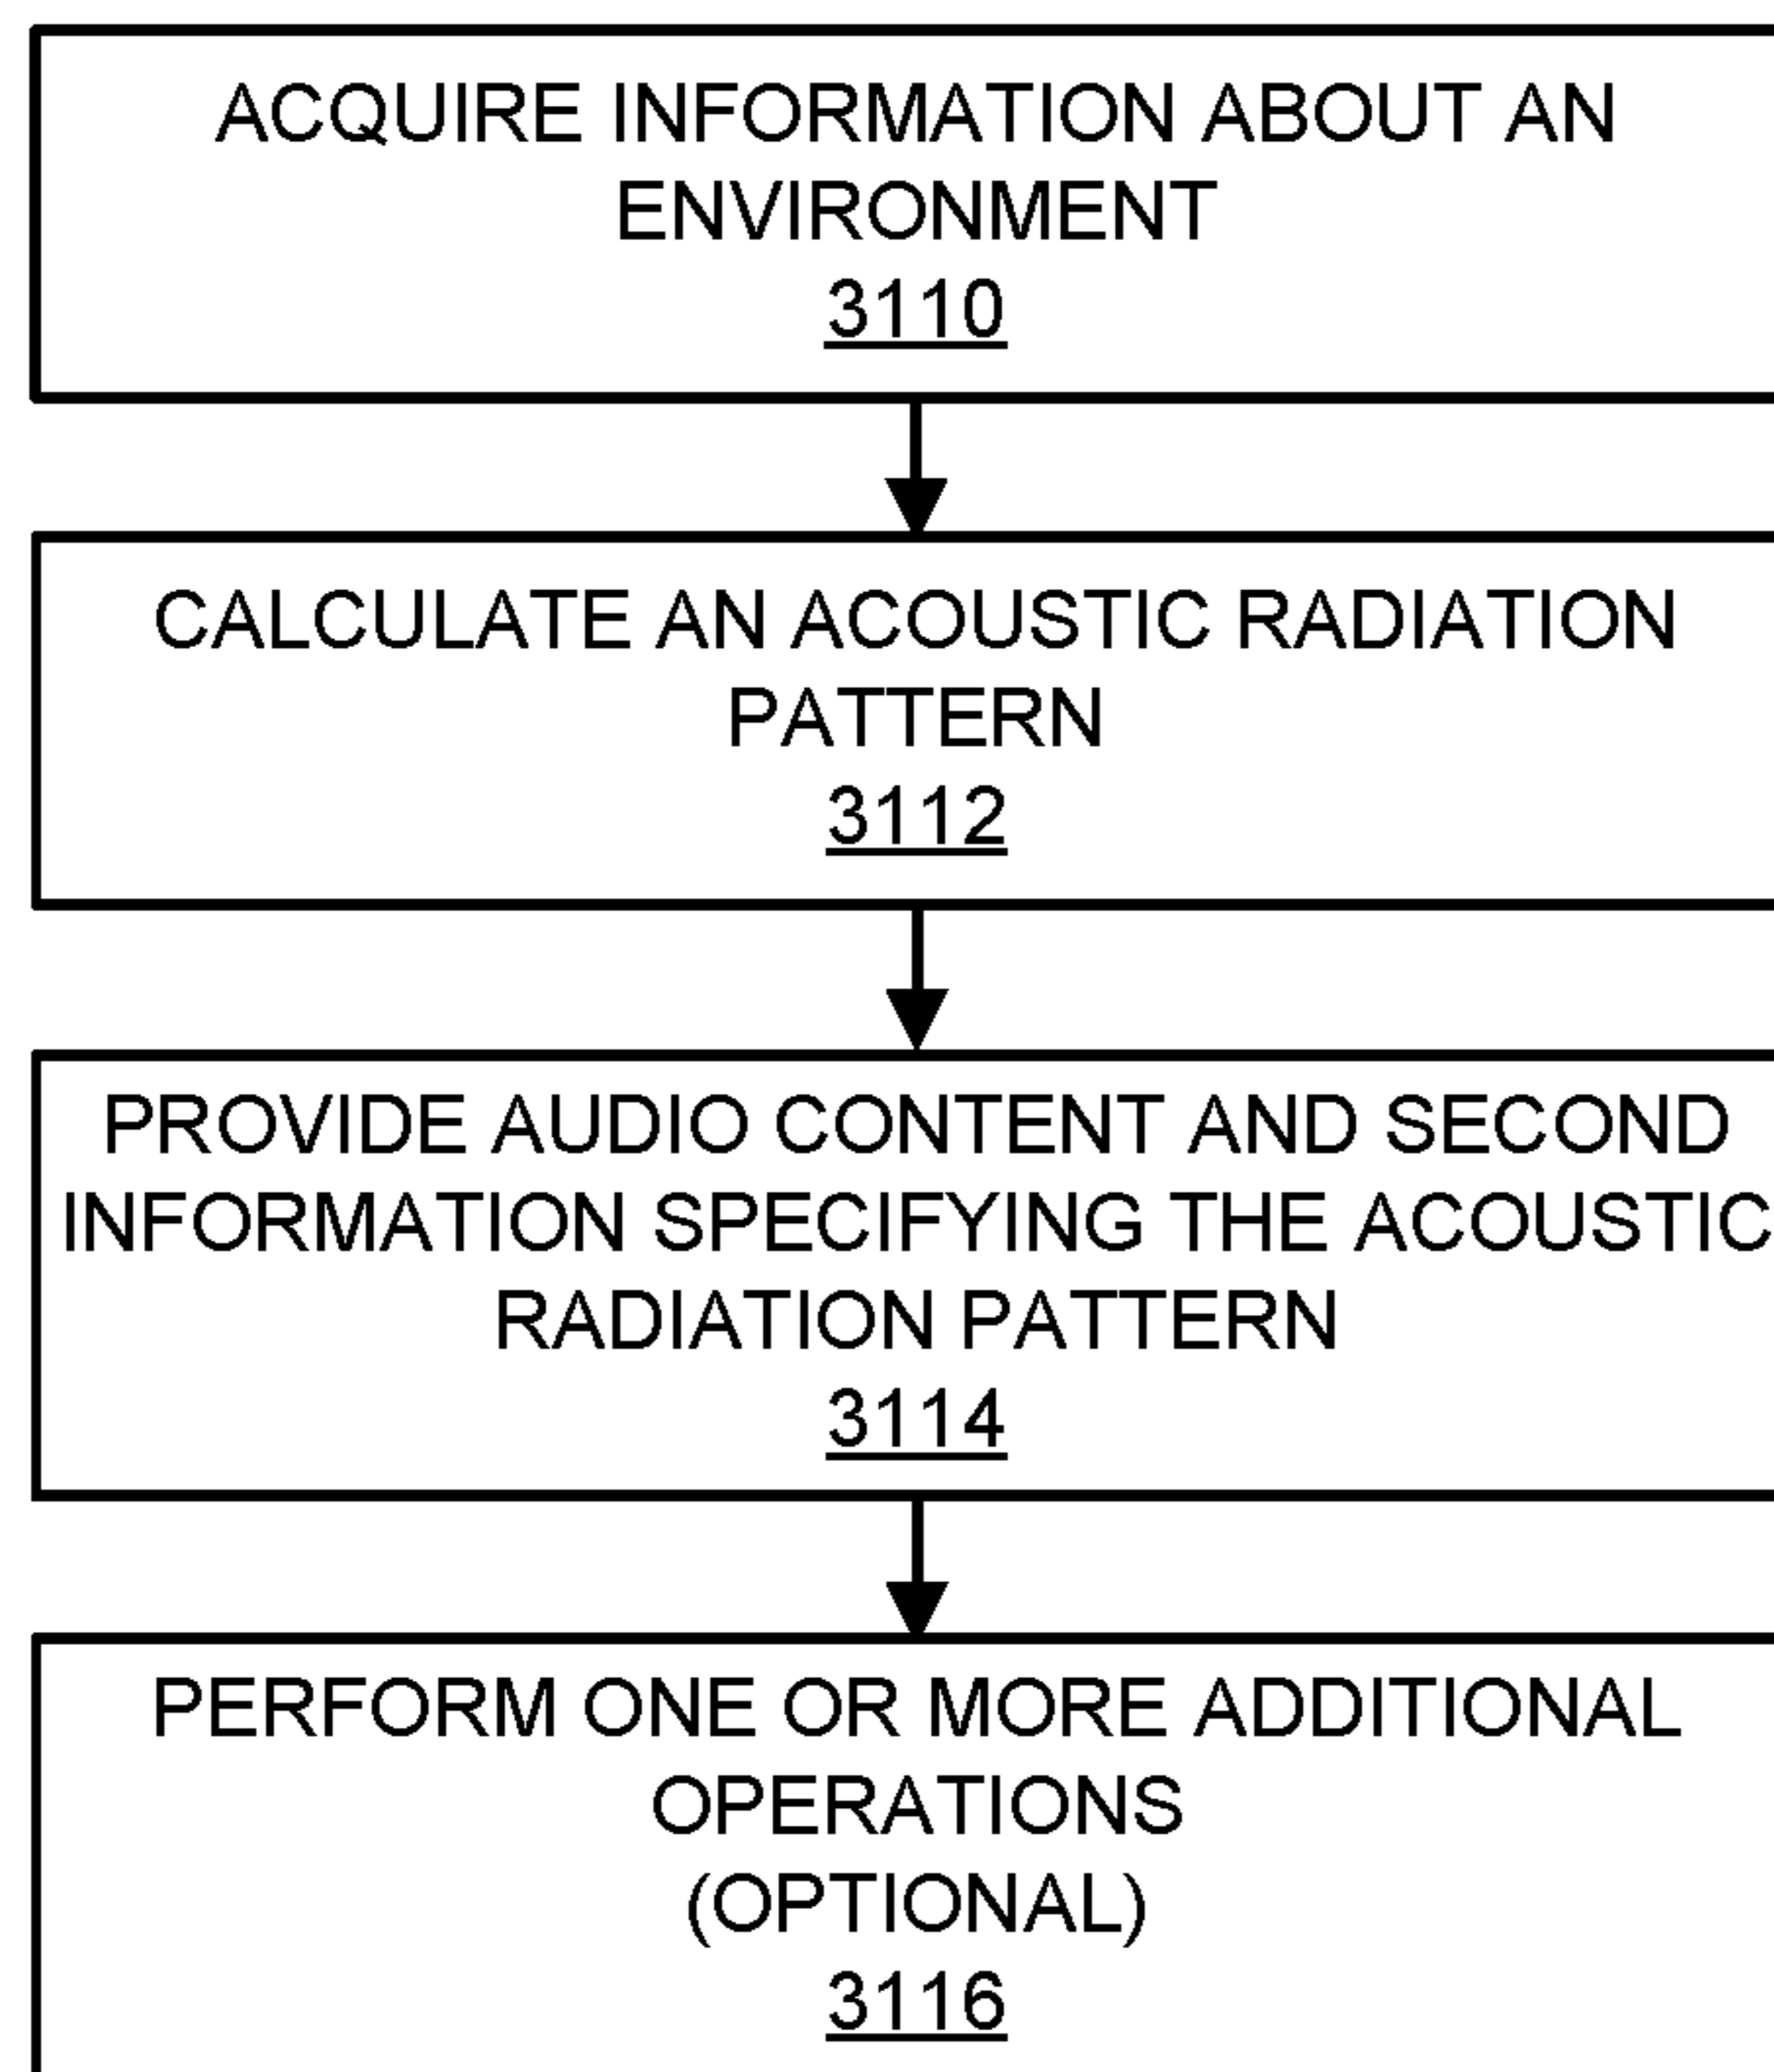 ACQUIRE INFORMATION ABOUT AN
ENVIRONMENT
3110
CALCULATE AN ACOUSTIC RADIATION
PATTERN
3112
PROVIDE AUDIO CONTENT AND SECOND
INFORMATION SPECIFYING THE ACOUSTIC
RADIATION PATTERN
3114
PERFORM ONE OR MORE ADDITIONAL
OPERATIONS
(OPTIONAL)
3116